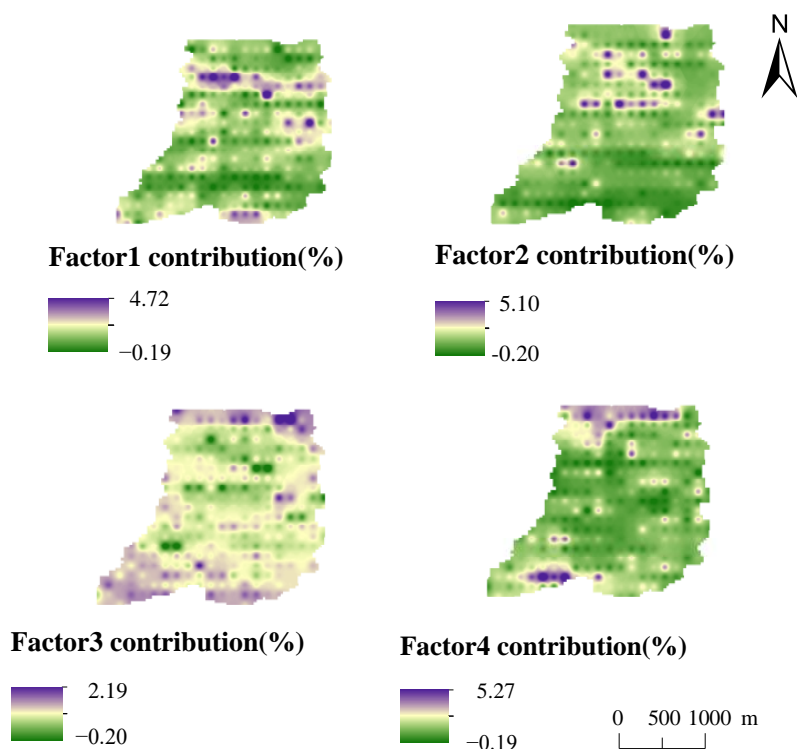 N
Factor1 contribution(%)
4.72
−0.19
Factor2 contribution(%)
5.10
-0.20
Factor3 contribution(%)
2.19
−0.20
Factor4 contribution(%)
5.27
−0.19
0 500 1000 m